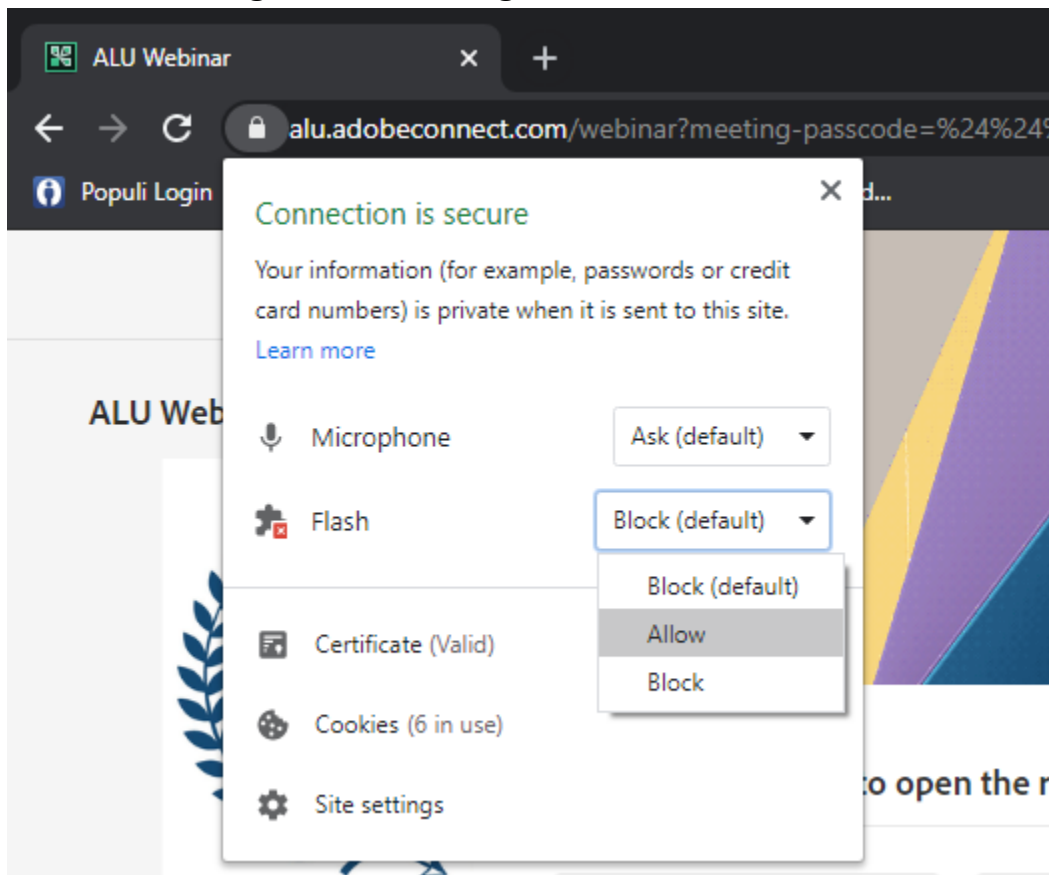 ALU Webinar
alu.adobeconnect.com/webinar?meeting-passcode=%24%24%
Populi Login
d...
Connection is secure
Your information (for example, passwords or credit
card numbers) is private when it is sent to this site.
Learn more
ALU Web
Microphone Ask (default)
Flash Block (default)
Block (default)
Allow
Block
Certificate (Valid)
Cookies (6 in use)
Site settings
to open the r